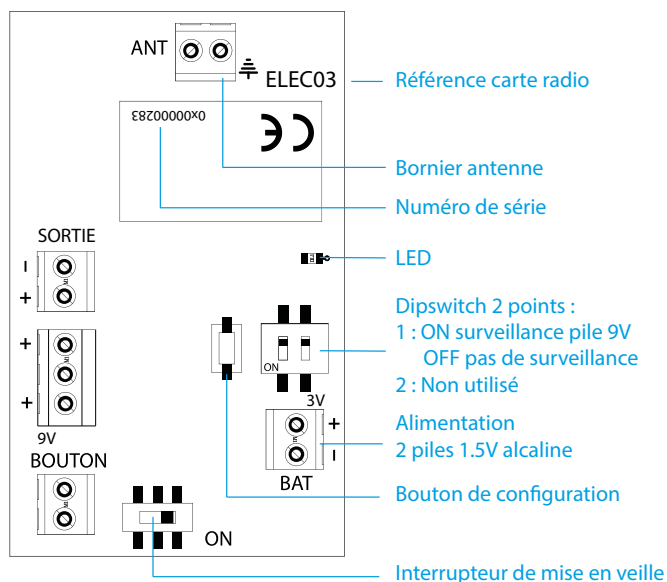 ANT
ELEC03
Référence carte radio
0x00000283
CE
Bornier antenne
Numéro de série
SORTIE
-
+
LED
Dipswitch 2 points :
1 : ON surveillance pile 9V
OFF pas de surveillance
2 : Non utilisé
ON
+
+
9V
3V
+
-
BAT
Alimentation
2 piles 1.5V alcaline
BOUTON
Bouton de configuration
ON
Interrupteur de mise en veille